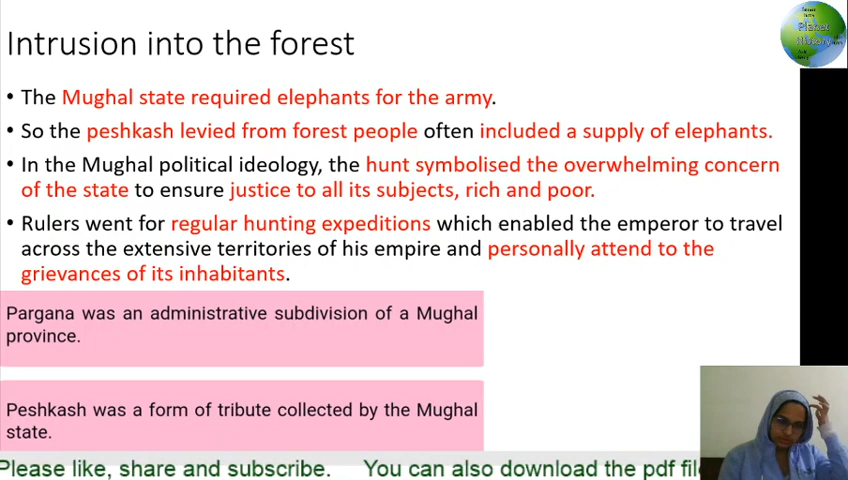 Intrusion into the forest
• The Mughal state required elephants for the army.
• So the peshkash levied from forest people often included a supply of elephants.
• In the Mughal political ideology, the hunt symbolised the overwhelming concern
of the state to ensure justice to all its subjects, rich and poor.
• Rulers went for regular hunting expeditions which enabled the emperor to travel
across the extensive territories of his empire and personally attend to the
grievances of its inhabitants.
Pargana was an administrative subdivision of a Mughal
province.
Peshkash was a form of tribute collected by the Mughal
state.
Please like, share and subscribe. You can also download the pdf file